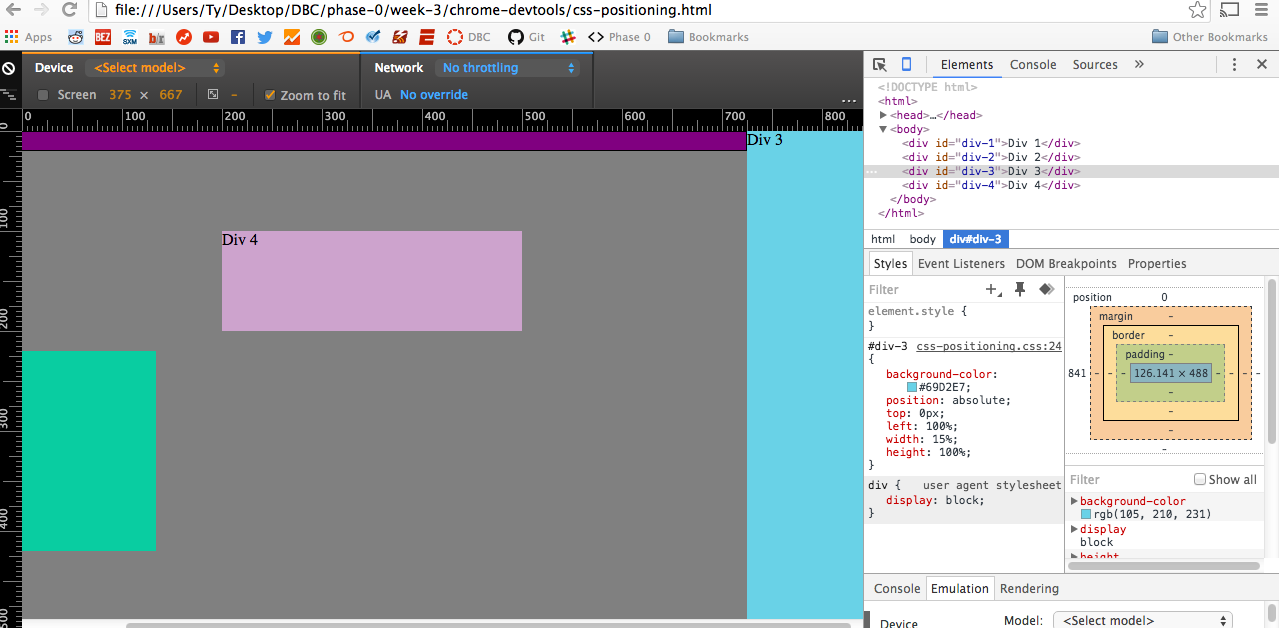 file:///Users/Ty/Desktop/DBC/phase-0/week-3/chrome-devtools/css-positioning.html
Apps BEZ SXM DBC Git <> Phase 0 Bookmarks Other Bookmarks
Device <Select model> Network No throttling
Screen 375 × 667 – Zoom to fit UA No override ...
Elements Console Sources »
0 100 200 300 400 500 600 700 800
0
100
200
300
400
500
Div 3
Div 4
<!DOCTYPE html>
<html>
<head>…</head>
<body>
<div id="div-1">Div 1</div>
<div id="div-2">Div 2</div>
<div id="div-3">Div 3</div>
<div id="div-4">Div 4</div>
</body>
</html>
html body div#div-3
Styles Event Listeners DOM Breakpoints Properties
Filter
element.style {
}
#div-3 css-positioning.css:24
{
background-color:
#69D2E7;
position: absolute;
top: 0px;
left: 100%;
width: 15%;
height: 100%;
}
div { user agent stylesheet
display: block;
}
position 0
margin -
border -
padding -
841 - - - 126.141 × 488 - - - -
-
-
-
-
Filter Show all
background-color
rgb(105, 210, 231)
display
block
height
Console Emulation Rendering
Device Model: <Select model>